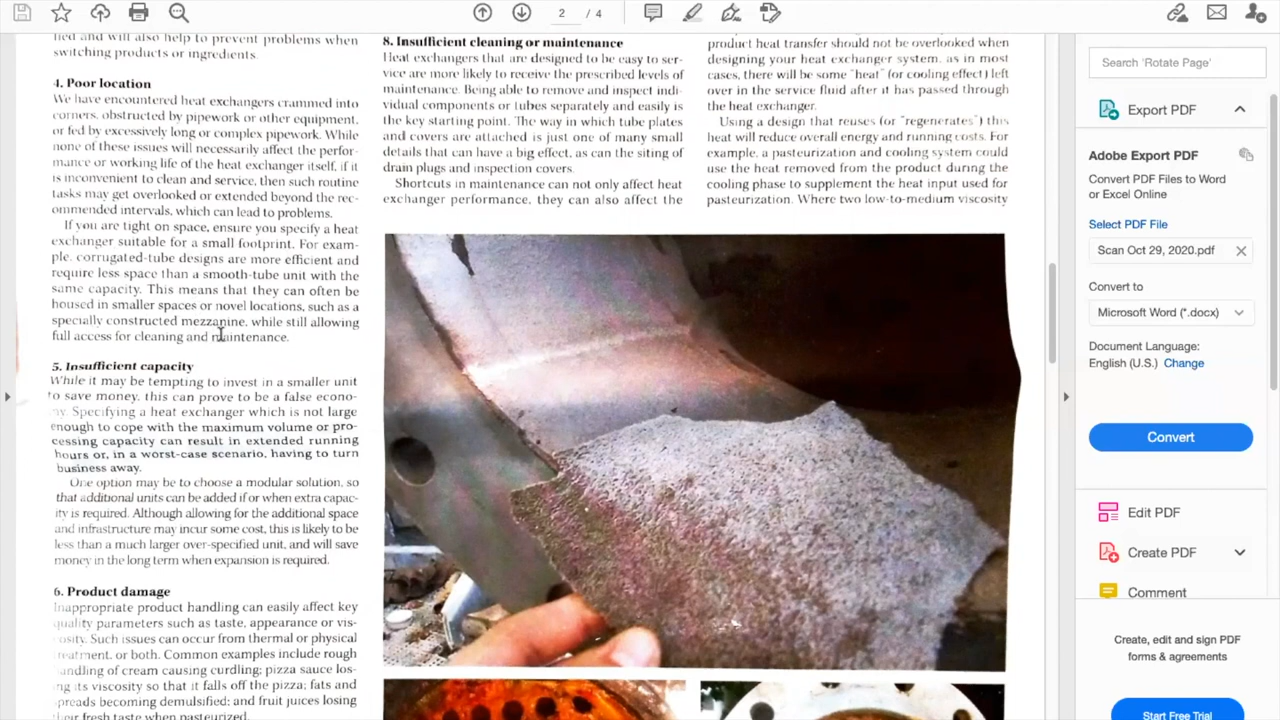 2 / 4
fied and will also help to prevent problems when
switching products or ingredients.
4. Poor location
We have encountered heat exchangers crammed into
corners, obstructed by pipework or other equipment,
or fed by excessively long or complex pipework. While
none of these issues will necessarily affect the perfor-
mance or working life of the heat exchanger itself, if it
is inconvenient to clean and service, then such routine
tasks may get overlooked or extended beyond the rec-
ommended intervals, which can lead to problems.
If you are tight on space, ensure you specify a heat
exchanger suitable for a small footprint. For exam-
ple, corrugated-tube designs are more efficient and
require less space than a smooth-tube unit with the
same capacity. This means that they can often be
housed in smaller spaces or novel locations, such as a
specially constructed mezzanine, while still allowing
full access for cleaning and maintenance.
5. Insufficient capacity
While it may be tempting to invest in a smaller unit
to save money, this can prove to be a false econo-
my. Specifying a heat exchanger which is not large
enough to cope with the maximum volume or pro-
cessing capacity can result in extended running
hours or, in a worst-case scenario, having to turn
business away.
One option may be to choose a modular solution, so
that additional units can be added if or when extra capac-
ity is required. Although allowing for the additional space
and infrastructure may incur some cost, this is likely to be
less than a much larger over-specified unit, and will save
money in the long term when expansion is required.
6. Product damage
Inappropriate product handling can easily affect key
quality parameters such as taste, appearance or vis-
cosity. Such issues can occur from thermal or physical
treatment, or both. Common examples include rough
handling of cream causing curdling; pizza sauce los-
ing its viscosity so that it falls off the pizza; fats and
spreads becoming demulsified; and fruit juices losing
their fresh taste when pasteurized.
8. Insufficient cleaning or maintenance
Heat exchangers that are designed to be easy to ser-
vice are more likely to receive the prescribed levels of
maintenance. Being able to remove and inspect indi-
vidual components or tubes separately and easily is
the key starting point. The way in which tube plates
and covers are attached is just one of many small
details that can have a big effect, as can the siting of
drain plugs and inspection covers.
Shortcuts in maintenance can not only affect heat
exchanger performance, they can also affect the
product heat transfer should not be overlooked when
designing your heat exchanger system, as in most
cases, there will be some "heat" (or cooling effect) left
over in the service fluid after it has passed through
the heat exchanger.
Using a design that reuses (or "regenerates") this
heat will reduce overall energy and running costs. For
example, a pasteurization and cooling system could
use the heat removed from the product during the
cooling phase to supplement the heat input used for
pasteurization. Where two low-to-medium viscosity
Search 'Rotate Page'
Export PDF
Adobe Export PDF
Convert PDF Files to Word
or Excel Online
Select PDF File
Scan Oct 29, 2020.pdf
Convert to
Microsoft Word (*.docx)
Document Language:
English (U.S.) Change
Convert
Edit PDF
Create PDF
Comment
Create, edit and sign PDF
forms & agreements
Start Free Trial